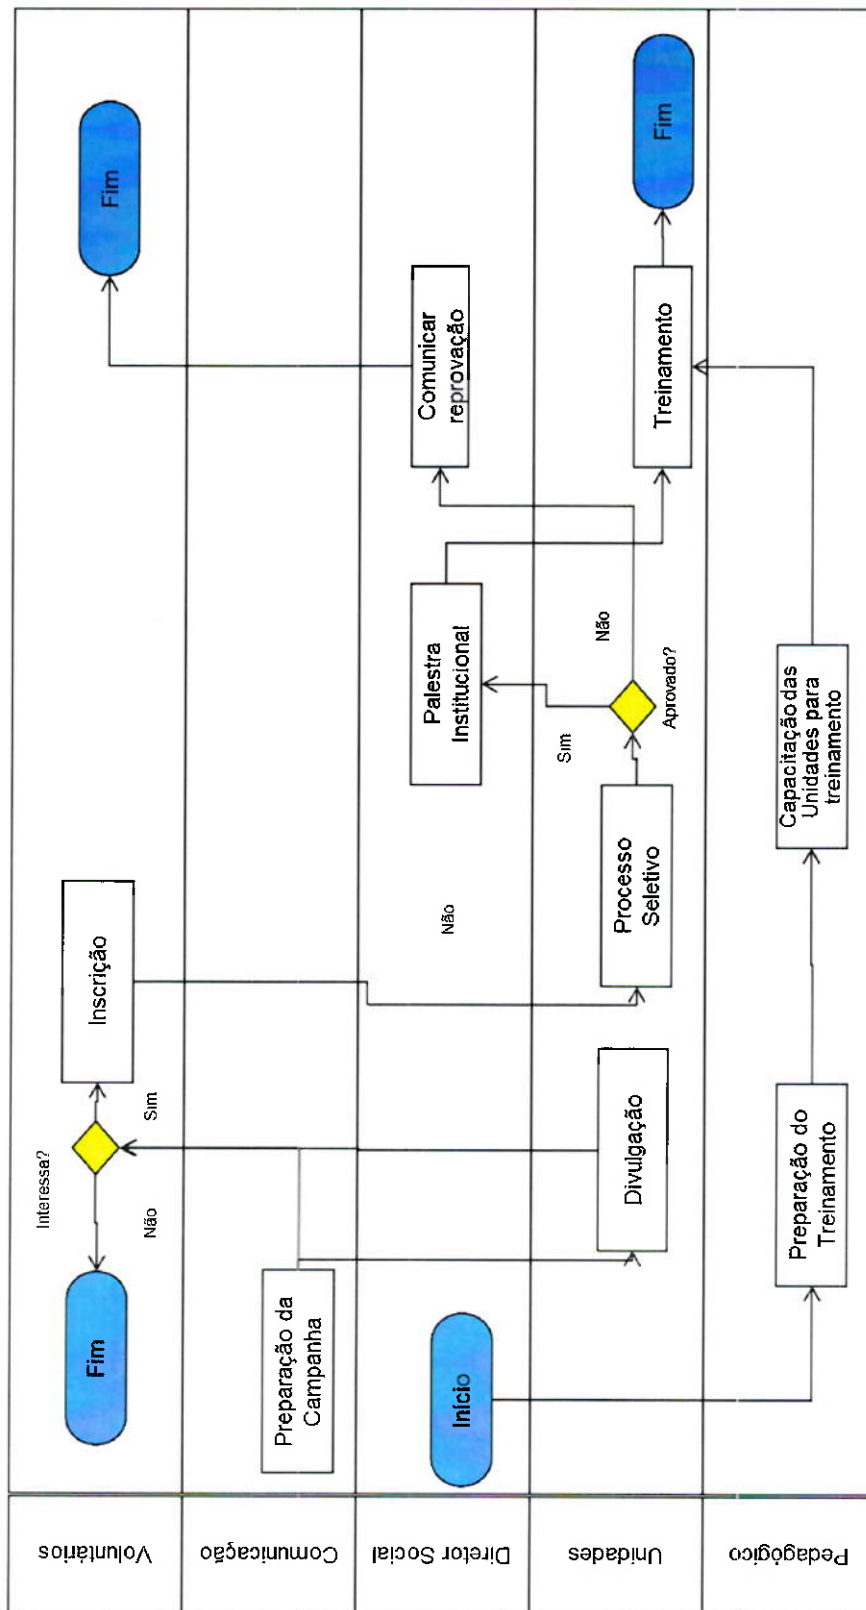 Voluntários
Fim
Interessa?
Não
Sim
Inscrição
Fim
Comunicação
Preparação da
Campanha
Diretor Social
Início
Não
Palestra
Institucional
Comunicar
reprovação
Unidades
Divulgação
Processo
Seletivo
Sim
Aprovado?
Não
Treinamento
Fim
Pedagógico
Preparação do
Treinamento
Capacitação das
Unidades para
treinamento